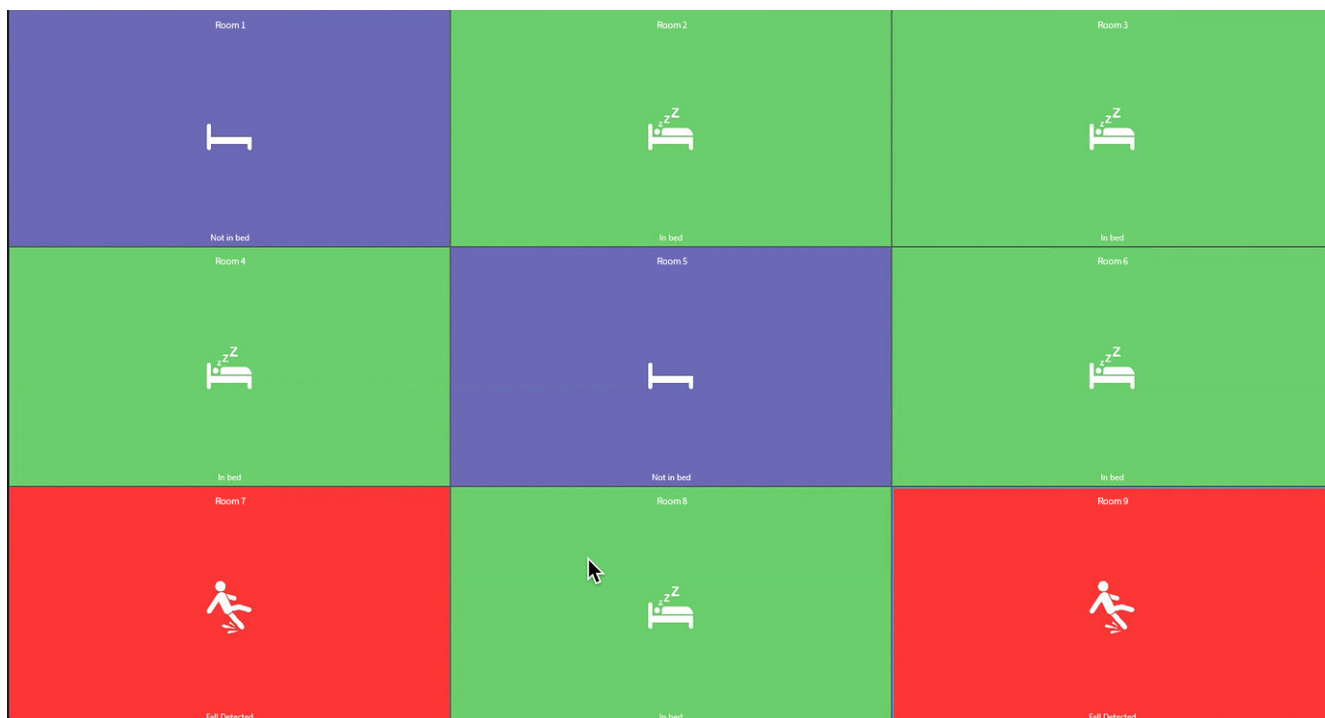 Room 1
Room 2
Room 3
z z Z
z z Z
Not in bed
In bed
In bed
Room 4
Room 5
Room 6
z z Z
z z Z
In bed
Not in bed
In bed
Room 7
Room 8
Room 9
z z Z
Fall Detected
In bed
Fall Detected